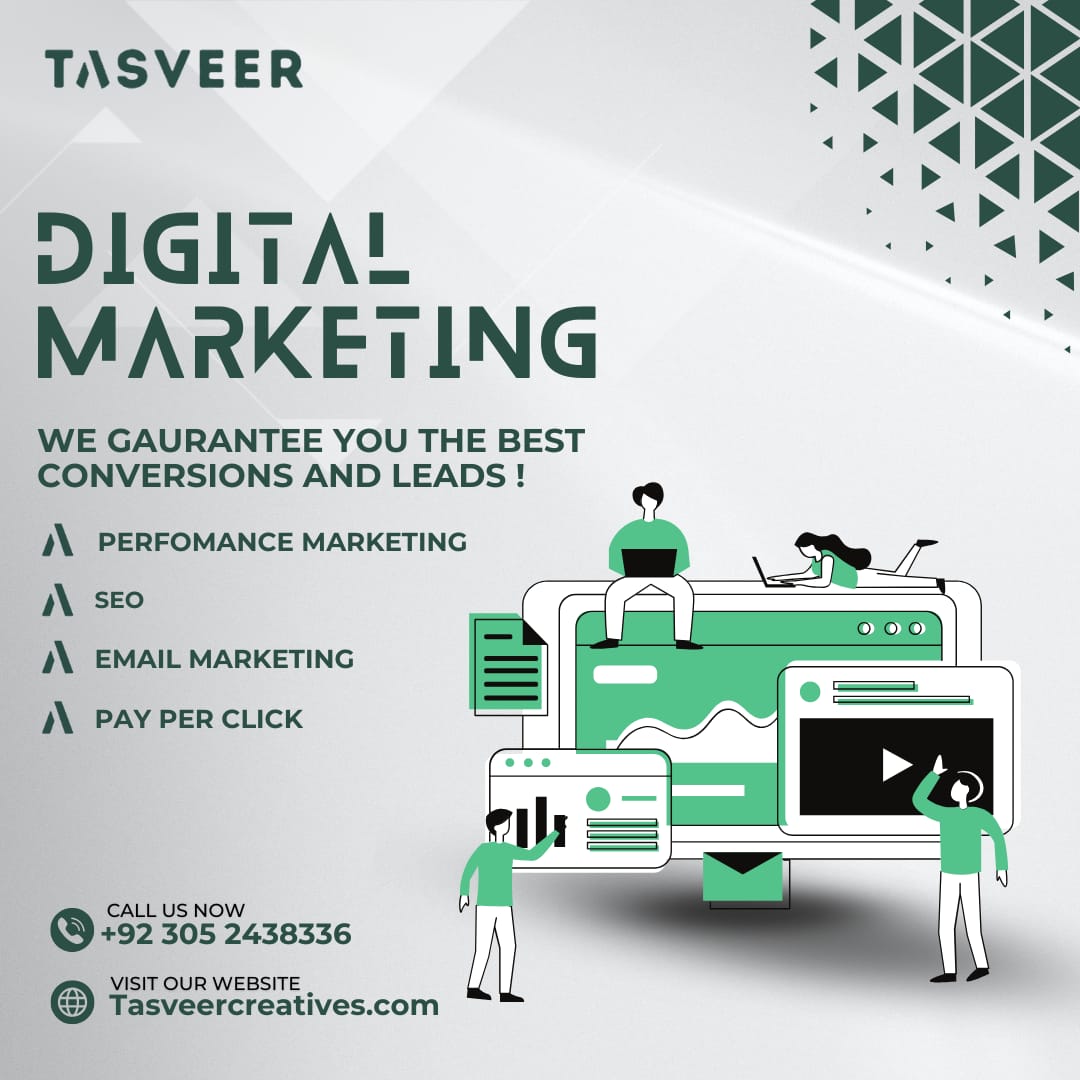 TASVEER
DIGITAL
MARKETING
WE GAURANTEE YOU THE BEST
CONVERSIONS AND LEADS !
PERFOMANCE MARKETING
SEO
EMAIL MARKETING
PAY PER CLICK
CALL US NOW
+92 305 2438336
VISIT OUR WEBSITE
Tasveercreatives.com